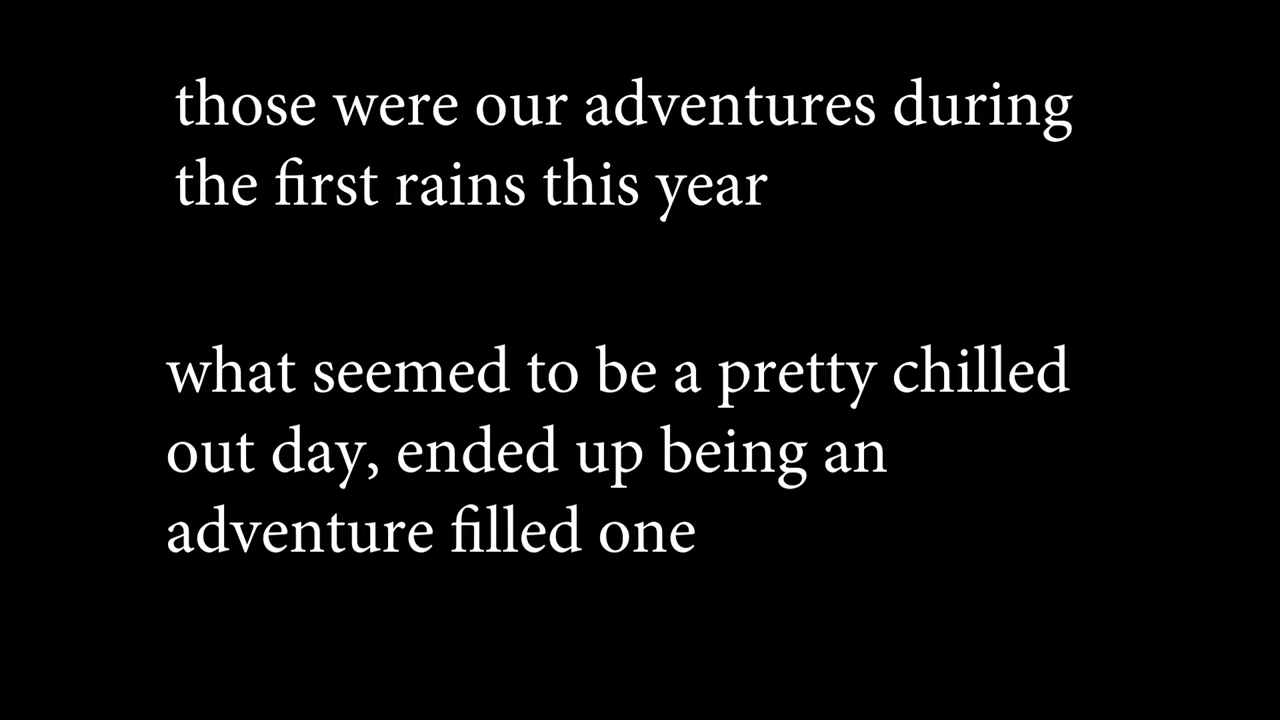 those were our adventures during
the first rains this year
what seemed to be a pretty chilled
out day, ended up being an
adventure filled one